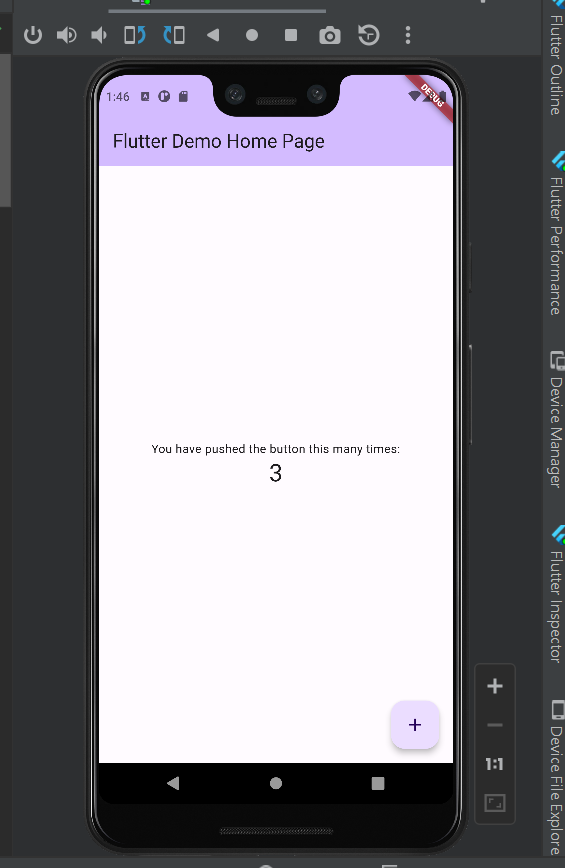 1:46
DEBUG
Flutter Demo Home Page
You have pushed the button this many times:
3
+
1:1
Flutter Outline
Flutter Performance
Device Manager
Flutter Inspector
Device File Explorer